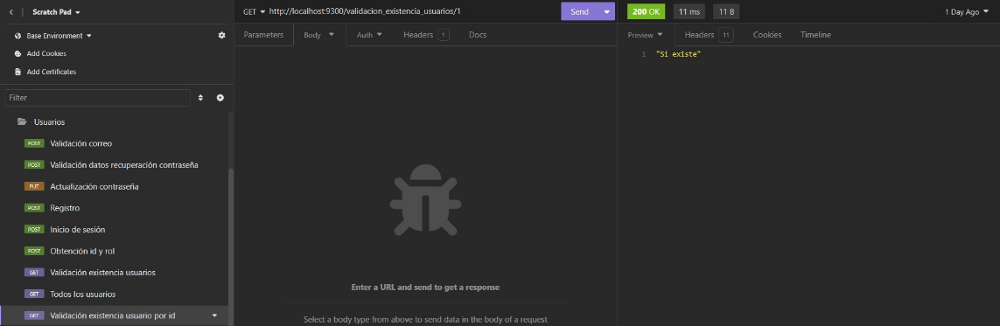 Scratch Pad
Base Environment
Add Cookies
Add Certificates
Filter
Usuarios
POST Validación correo
POST Validación datos recuperación contraseña
PUT Actualización contraseña
POST Registro
POST Inicio de sesión
POST Obtención id y rol
GET Validación existencia usuarios
GET Todos los usuarios
GET Validación existencia usuario por id
GET http://localhost:9300/validacion_existencia_usuarios/1 Send
Parameters Body Auth Headers 1 Docs
Enter a URL and send to get a response
Select a body type from above to send data in the body of a request
200 OK 11 ms 11 B 1 Day Ago
Preview Headers 11 Cookies Timeline
1 "Si existe"